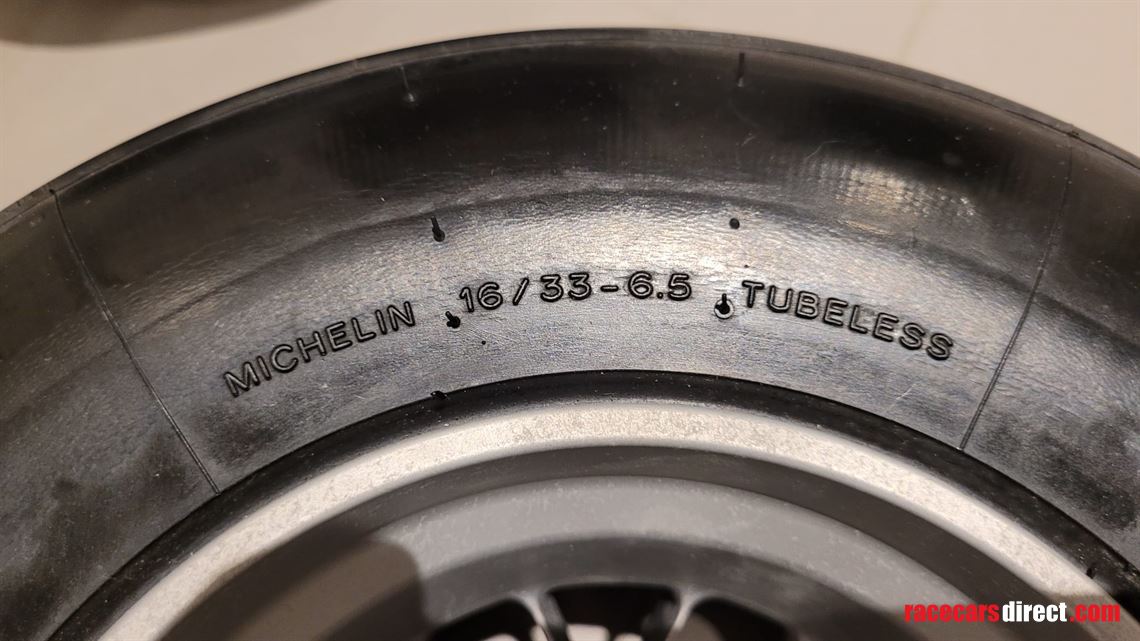 MICHELIN 16/33-6.5 TUBELESS
racecarsdirect.com